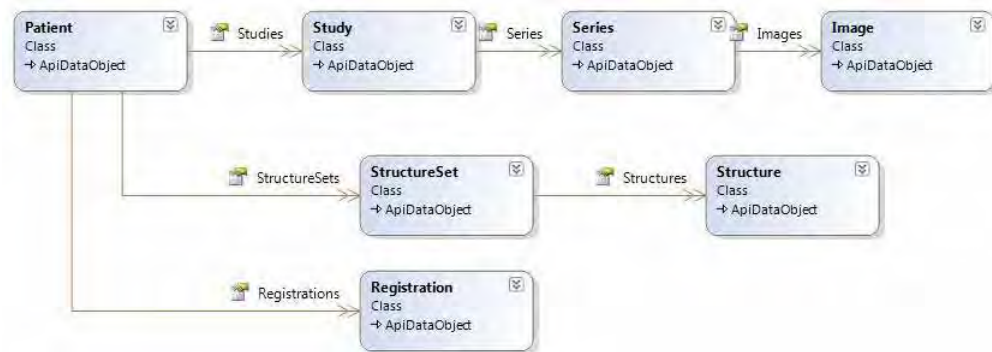 Patient
Class
ApiDataObject
Studies
Study
Class
ApiDataObject
Series
Series
Class
ApiDataObject
Images
Image
Class
ApiDataObject
StructureSets
StructureSet
Class
ApiDataObject
Structures
Structure
Class
ApiDataObject
Registrations
Registration
Class
ApiDataObject